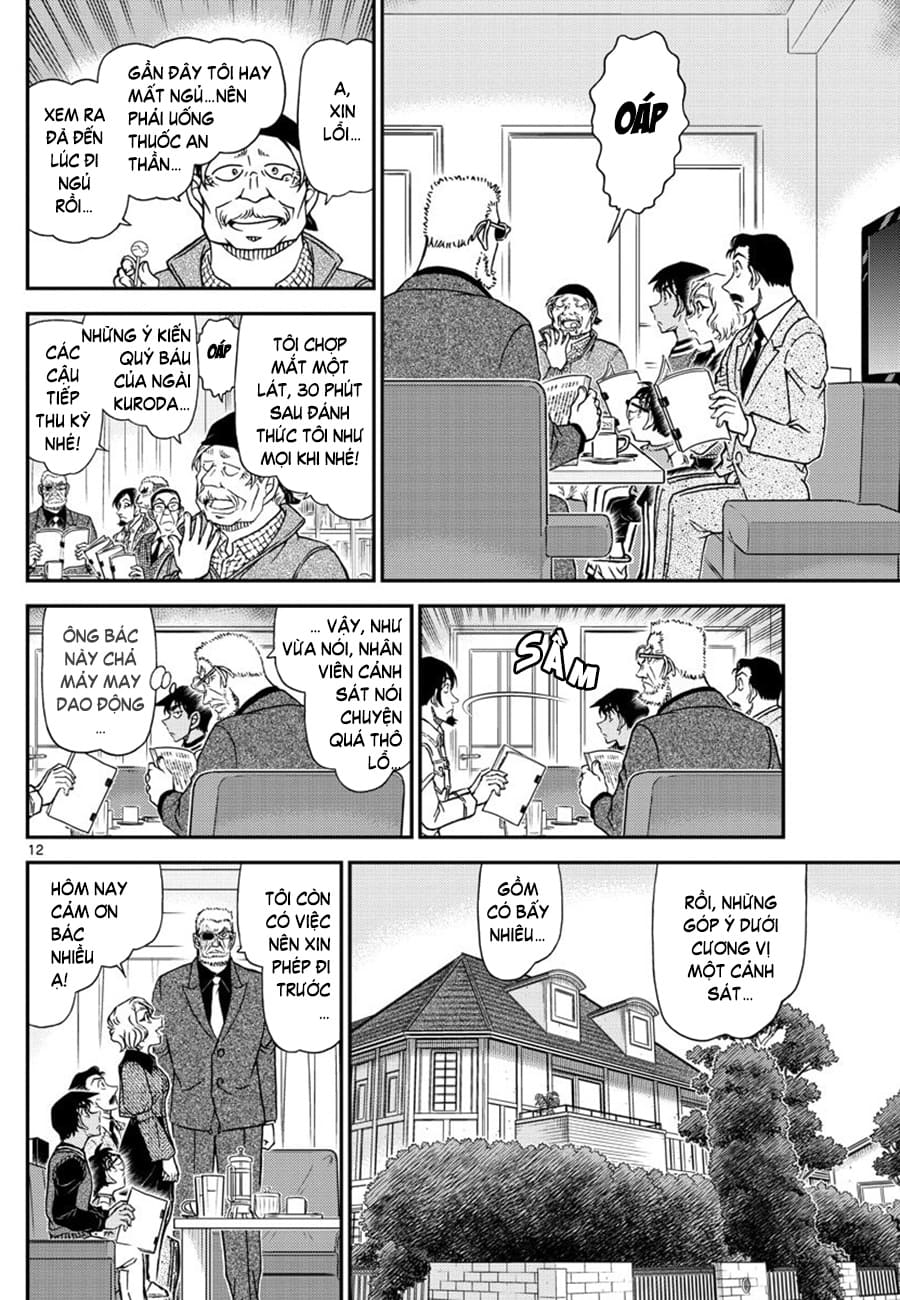 OÁP
A,
XIN
LỖI...
GẦN ĐÂY TÔI HAY
MẤT NGỦ...NÊN
PHẢI UỐNG
THUỐC AN
THẦN...
XEM RA
ĐÃ ĐẾN
LÚC ĐI
NGỦ
RỒI...
TÔI CHỢP
MẮT MỘT
LÁT, 30 PHÚT
SAU ĐÁNH
THỨC TÔI NHƯ
MỌI KHI NHÉ!
OÁP
NHỮNG Ý KIẾN
QUÝ BÁU
CỦA NGÀI
KURODA...
CÁC
CẬU
TIẾP
THU KỸ
NHÉ!
SẦM
... VẬY, NHƯ
VỪA NÓI, NHÂN
VIÊN CẢNH
SÁT NÓI
CHUYỆN
QUÁ THÔ
LỖ...
ÔNG BÁC
NÀY CHẢ
MẢY MAY
DAO ĐỘNG
...
12
RỒI, NHỮNG
GÓP Ý DƯỚI
CƯƠNG VỊ
MỘT CẢNH
SÁT...
GỒM
CÓ BẤY
NHIÊU...
TÔI CÒN
CÓ VIỆC
NÊN XIN
PHÉP ĐI
TRƯỚC
...
HÔM NAY
CẢM ƠN
BÁC
NHIỀU
Ạ!